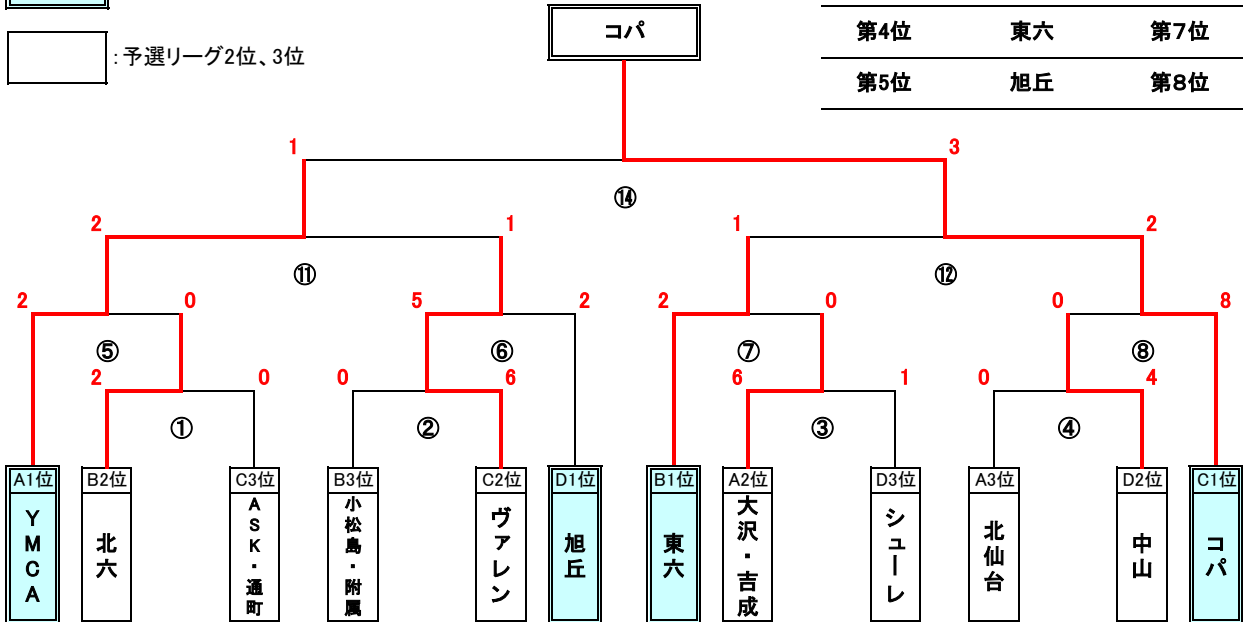 コパ
第4位 東六 第7位
:予選リーグ2位、3位
第5位 旭丘 第8位
1 3
⑭
2 1 1 2
⑪ ⑫
2 0 5 2 2 0 0 8
⑤ ⑥ ⑦ ⑧
2 0 0 6 6 1 0 4
① ② ③ ④
A1位 B2位 C3位 B3位 C2位 D1位 B1位 A2位 D3位 A3位 D2位 C1位
YMCA
北六
ASK・通町
小松島・附属
ヴァレン
旭丘
東六
大沢・吉成
シューレ
北仙台
中山
コパ